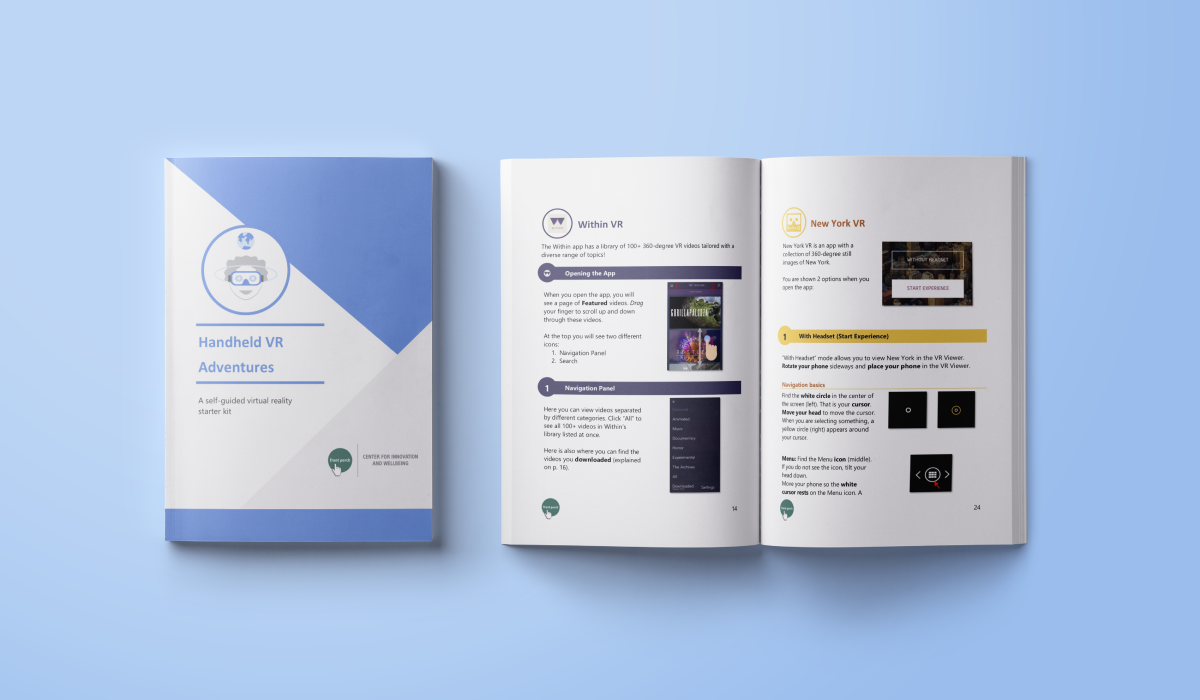 Handheld VR
Adventures
A self-guided virtual reality
starter kit
front porch
CENTER FOR INNOVATION
AND WELLBEING
Within VR
The Within app has a library of 100+ 360-degree VR videos tailored with a
diverse range of topics!
Opening the App
When you open the app, you will
see a page of Featured videos. Drag
your finger to scroll up and down
through these videos.
At the top you will see two different
icons:
1. Navigation Panel
2. Search
1
Navigation Panel
Here you can view videos separated
by different categories. Click "All" to
see all 100+ videos in Within's
library listed at once.
Here is also where you can find the
videos you downloaded (explained
on p. 16).
Animated
Music
Documentary
Horror
Experimental
The Archives
All
Downloaded
Settings
front porch
14
New York VR
New York VR is an app with a
collection of 360-degree still
images of New York.
You are shown 2 options when you
open the app:
WITHOUT HEADSET
START EXPERIENCE
1
With Headset (Start Experience)
"With Headset" mode allows you to view New York in the VR Viewer.
Rotate your phone sideways and place your phone in the VR Viewer.
Navigation basics
Find the white circle in the center of
the screen (left). That is your cursor.
Move your head to move the cursor.
When you are selecting something, a
yellow circle (right) appears around
your cursor.
Menu: Find the Menu icon (middle).
If you do not see the icon, tilt your
head down.
Move your phone so the white
cursor rests on the Menu icon. A
front porch
24